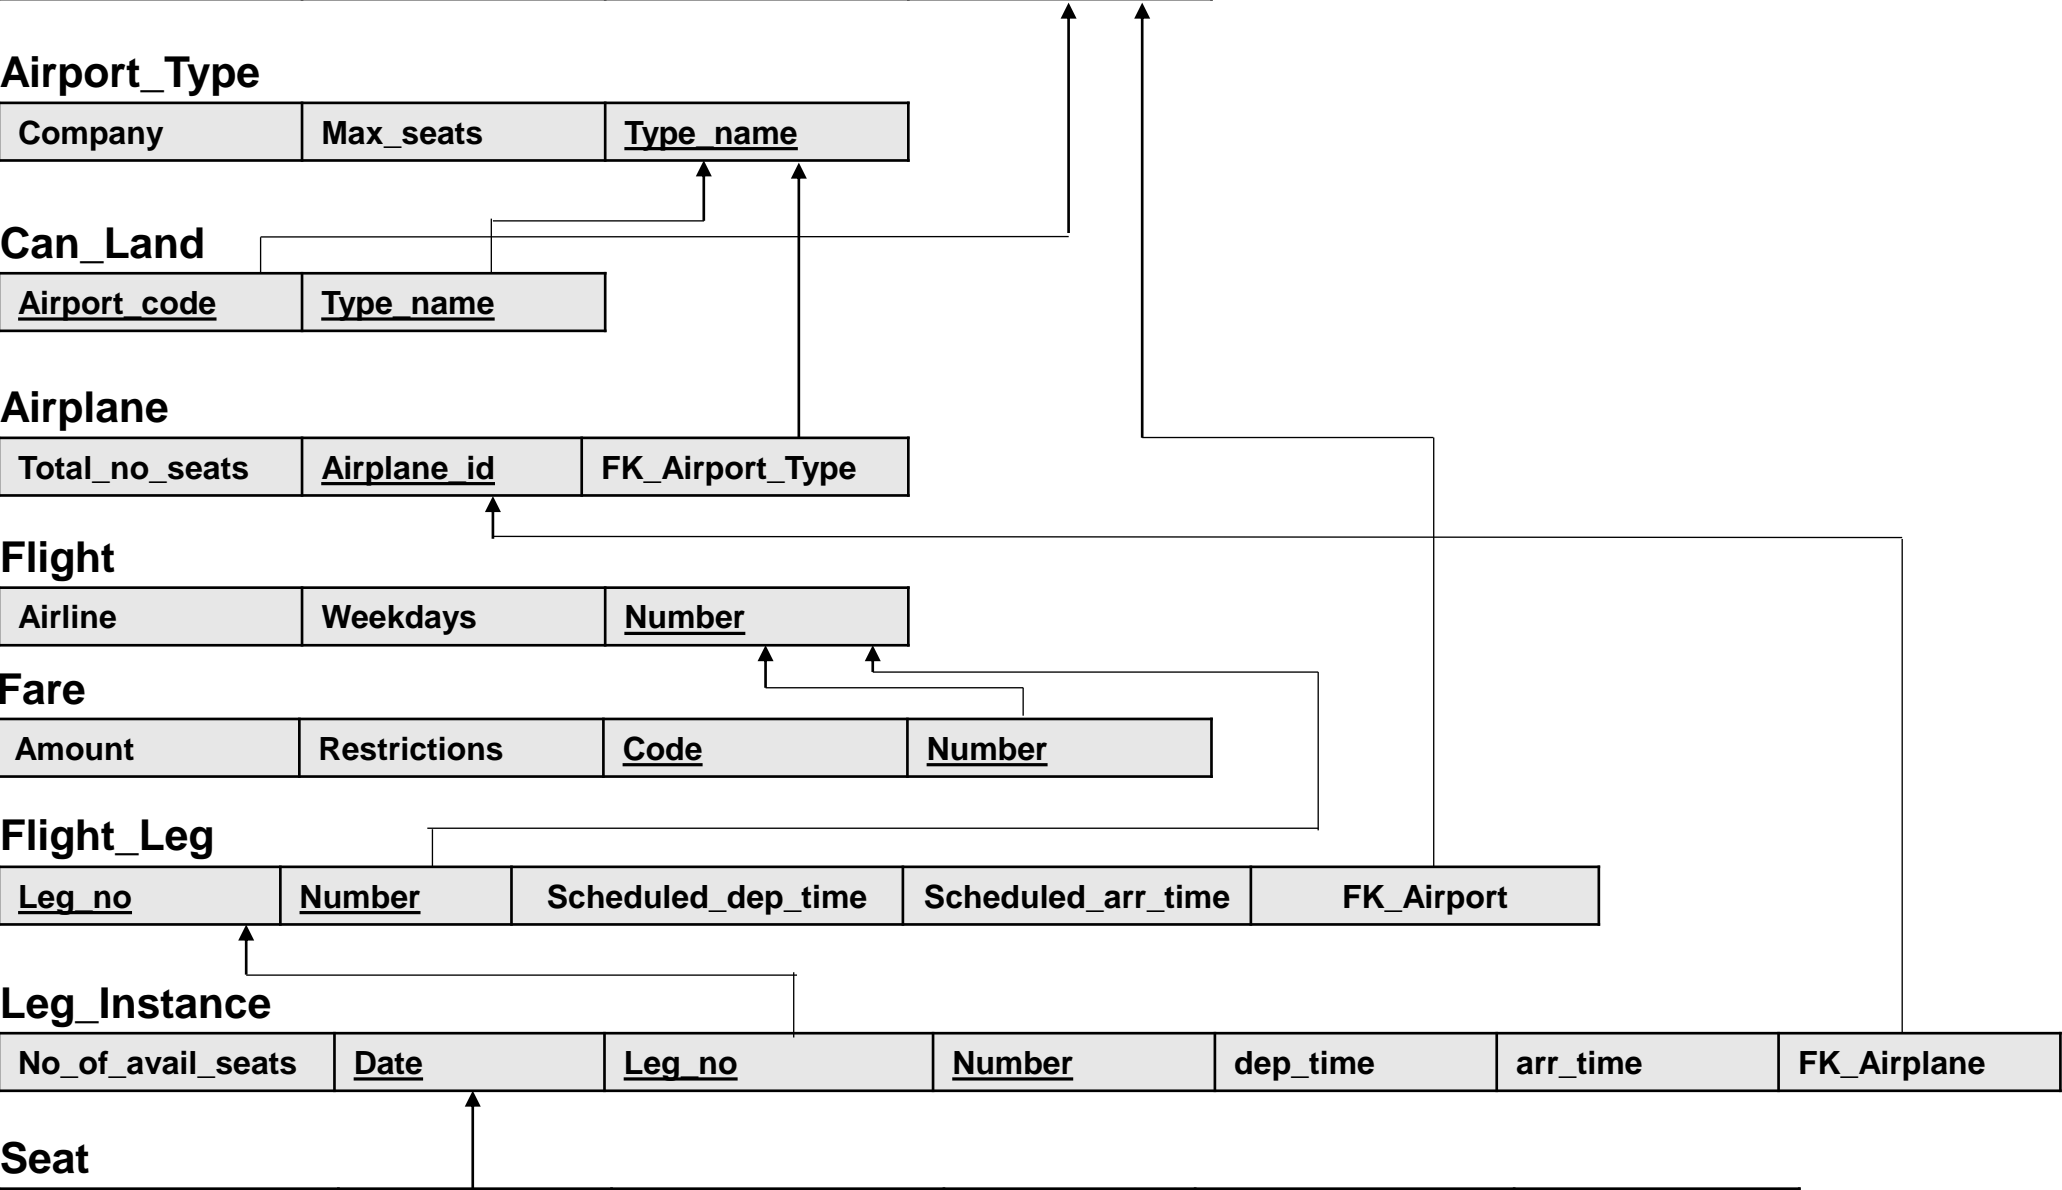 Airport_Type
Company Max_seats Type_name
Can_Land
Airport_code Type_name
Airplane
Total_no_seats Airplane_id FK_Airport_Type
Flight
Airline Weekdays Number
Fare
Amount Restrictions Code Number
Flight_Leg
Leg_no Number Scheduled_dep_time Scheduled_arr_time FK_Airport
Leg_Instance
No_of_avail_seats Date Leg_no Number dep_time arr_time FK_Airplane
Seat